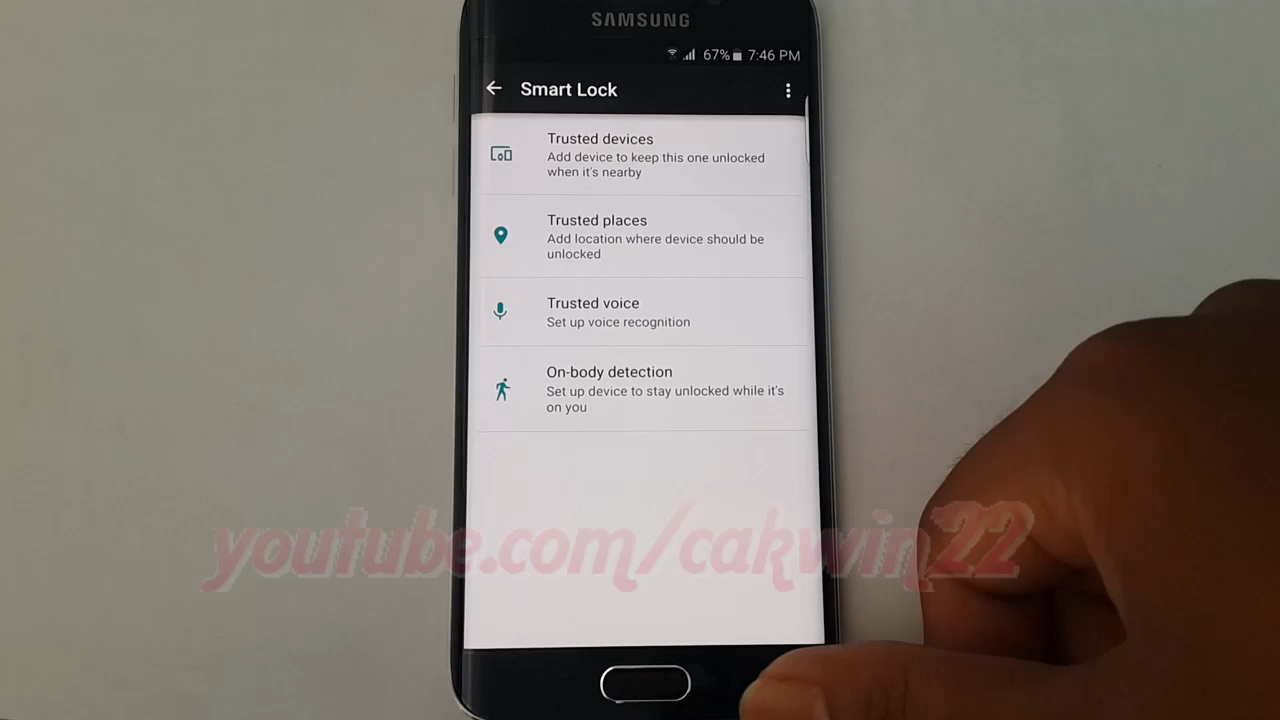 SAMSUNG
67% 7:46 PM
Smart Lock
Trusted devices
Add device to keep this one unlocked
when it's nearby
Trusted places
Add location where device should be
unlocked
Trusted voice
Set up voice recognition
On-body detection
Set up device to stay unlocked while it's
on you
youtube.com/cakwin22